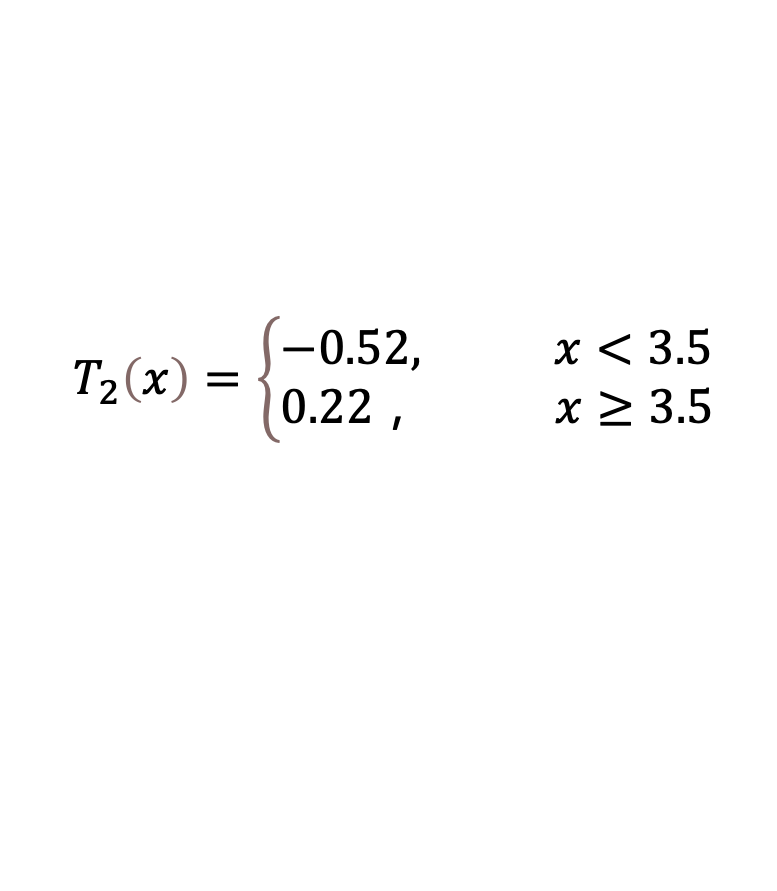 T₂(x) = {−0.52, x < 3.5
0.22 , x ≥ 3.5